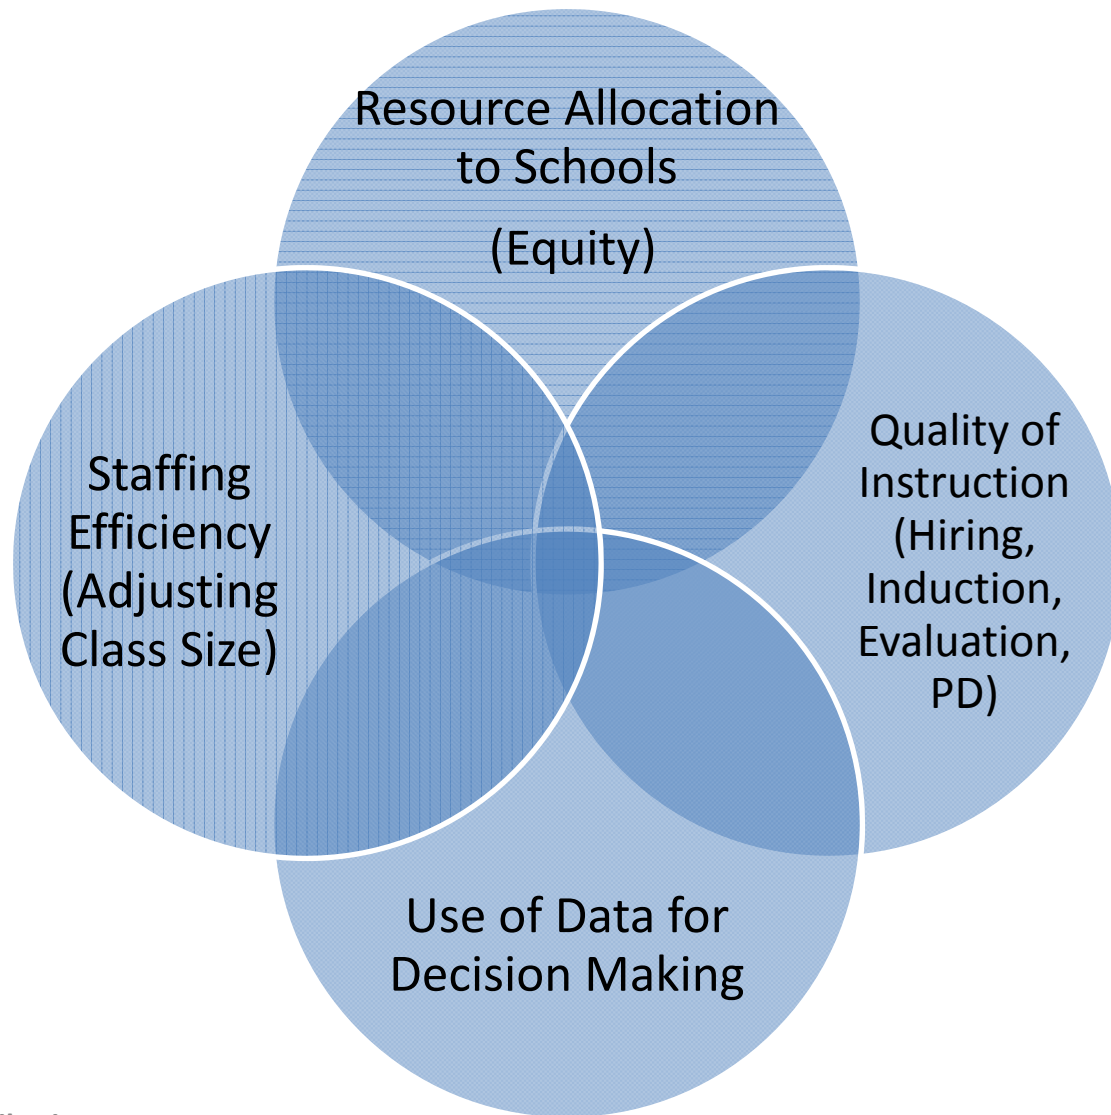 Resource Allocation
to Schools
(Equity)
Staffing
Efficiency
(Adjusting
Class Size)
Quality of
Instruction
(Hiring,
Induction,
Evaluation,
PD)
Use of Data for
Decision Making